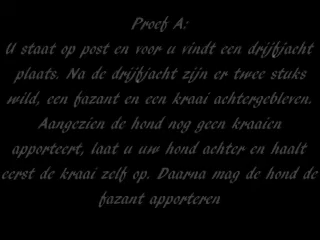 Proef A:
U staat op post en voor u vindt een drijfjacht
plaats. Na de drijfjacht zijn er twee stuks
wild, een fazant en een kraai achtergebleven.
Aangezien de hond nog geen kraaien
apporteert, laat u uw hond achter en haalt
eerst de kraai zelf op. Daarna mag de hond de
fazant apporteren